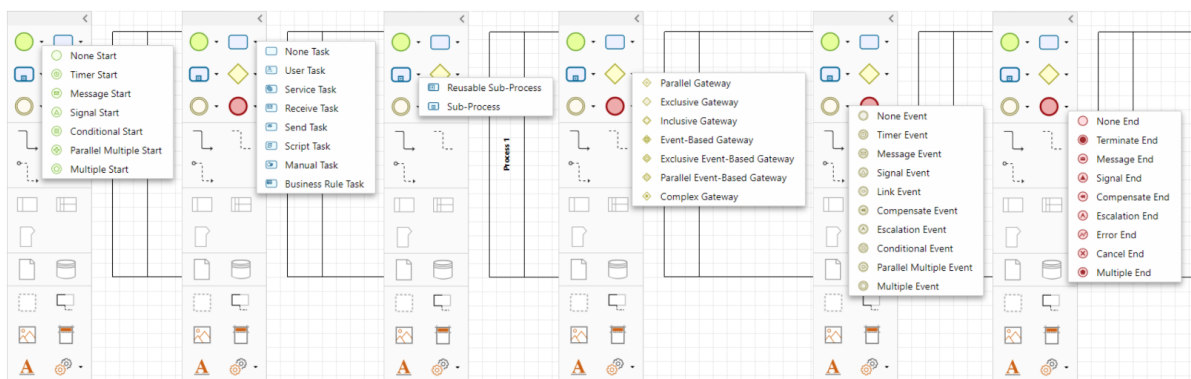 None Start
Timer Start
Message Start
Signal Start
Conditional Start
Parallel Multiple Start
Multiple Start
None Task
User Task
Service Task
Receive Task
Send Task
Script Task
Manual Task
Business Rule Task
Reusable Sub-Process
Sub-Process
Process 1
Parallel Gateway
Exclusive Gateway
Inclusive Gateway
Event-Based Gateway
Exclusive Event-Based Gateway
Parallel Event-Based Gateway
Complex Gateway
None Event
Timer Event
Message Event
Signal Event
Link Event
Compensate Event
Escalation Event
Conditional Event
Parallel Multiple Event
Multiple Event
None End
Terminate End
Message End
Signal End
Compensate End
Escalation End
Error End
Cancel End
Multiple End
A
A
A
A
A
A